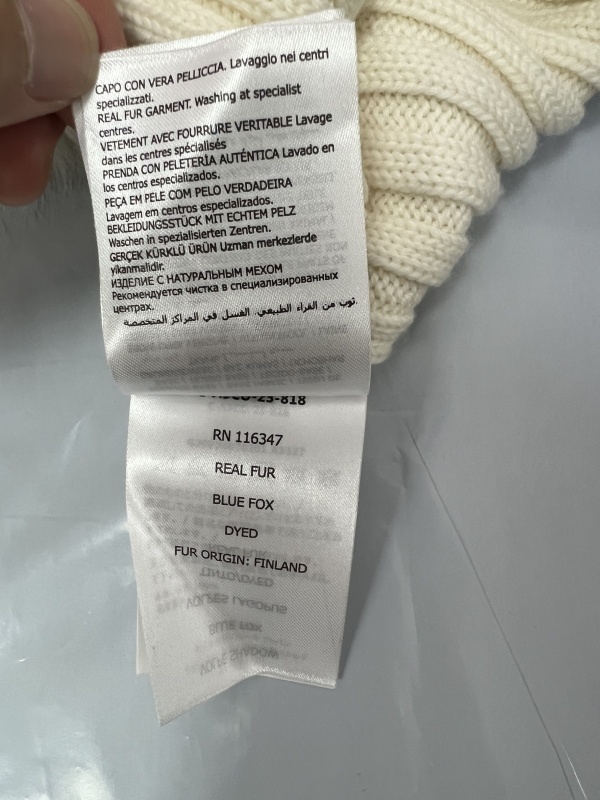 CAPO CON VERA PELLICCIA. Lavaggio nei centri
specializzati.
REAL FUR GARMENT. Washing at specialist
centres.
VETEMENT AVEC FOURRURE VERITABLE Lavage
dans les centres spécialisés
PRENDA CON PELETERÌA AUTÉNTICA Lavado en
los centros especializados.
PEÇA EM PELE COM PELO VERDADEIRA
Lavagem em centros especializados.
BEKLEIDUNGSSTÜCK MIT ECHTEM PELZ
Waschen in spezialisierten Zentren.
GERÇEK KÜRKLÜ ÜRÜN Uzman merkezlerde
yikanmalidir.
ИЗДЕЛИЕ С НАТУРАЛЬНЫМ МЕХОМ
Рекомендуется чистка в специализированных
центрах.
ثوب من الفراء الطبيعي. الغسل في المراكز المتخصصة.
-23-818
RN 116347
REAL FUR
BLUE FOX
DYED
FUR ORIGIN: FINLAND